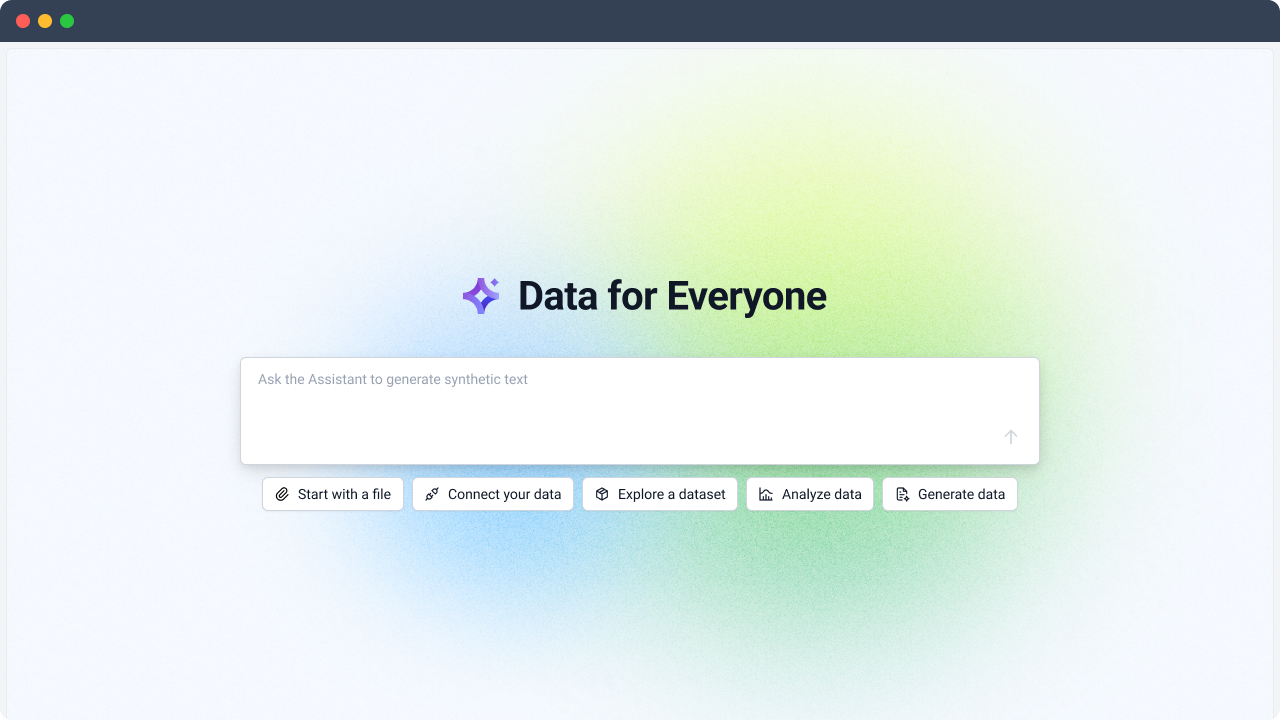 Data for Everyone
Ask the Assistant to generate synthetic text
Start with a file
Connect your data
Explore a dataset
Analyze data
Generate data